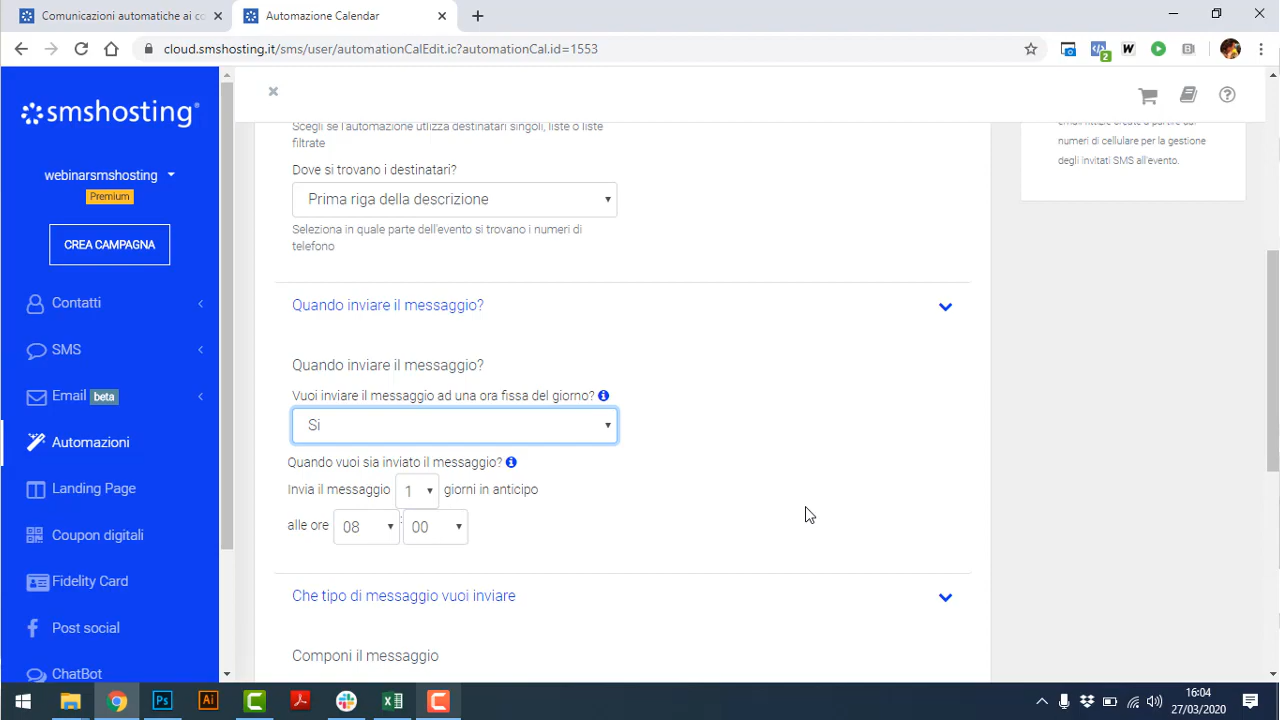 Comunicazioni automatiche ai co
Automazione Calendar
cloud.smshosting.it/sms/user/automationCalEdit.ic?automationCal.id=1553
2
smshosting®
webinarsmshosting
Premium
CREA CAMPAGNA
Contatti
SMS
Email beta
Automazioni
Landing Page
Coupon digitali
Fidelity Card
Post social
ChatBot
Scegli se l'automazione utilizza destinatari singoli, liste o liste
filtrate
Dove si trovano i destinatari?
Prima riga della descrizione
Seleziona in quale parte dell'evento si trovano i numeri di
telefono
Quando inviare il messaggio?
Quando inviare il messaggio?
Vuoi inviare il messaggio ad una ora fissa del giorno?
Si
Quando vuoi sia inviato il messaggio?
Invia il messaggio 1 giorni in anticipo
alle ore 08 : 00
Che tipo di messaggio vuoi inviare
Componi il messaggio
numeri di cellulare per la gestione
degli invitati SMS all'evento.
Ps
Ai
16:04
27/03/2020